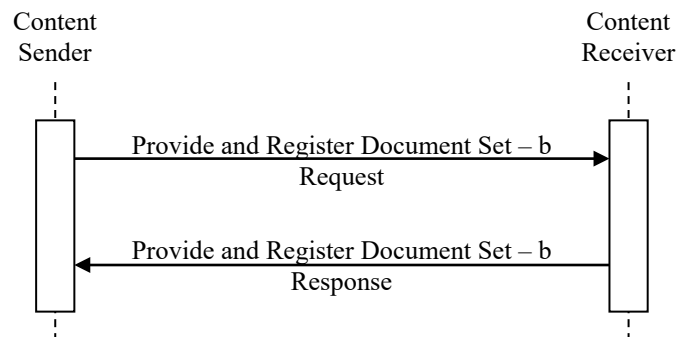 Content
Sender
Content
Receiver
Provide and Register Document Set – b
Request
Provide and Register Document Set – b
Response